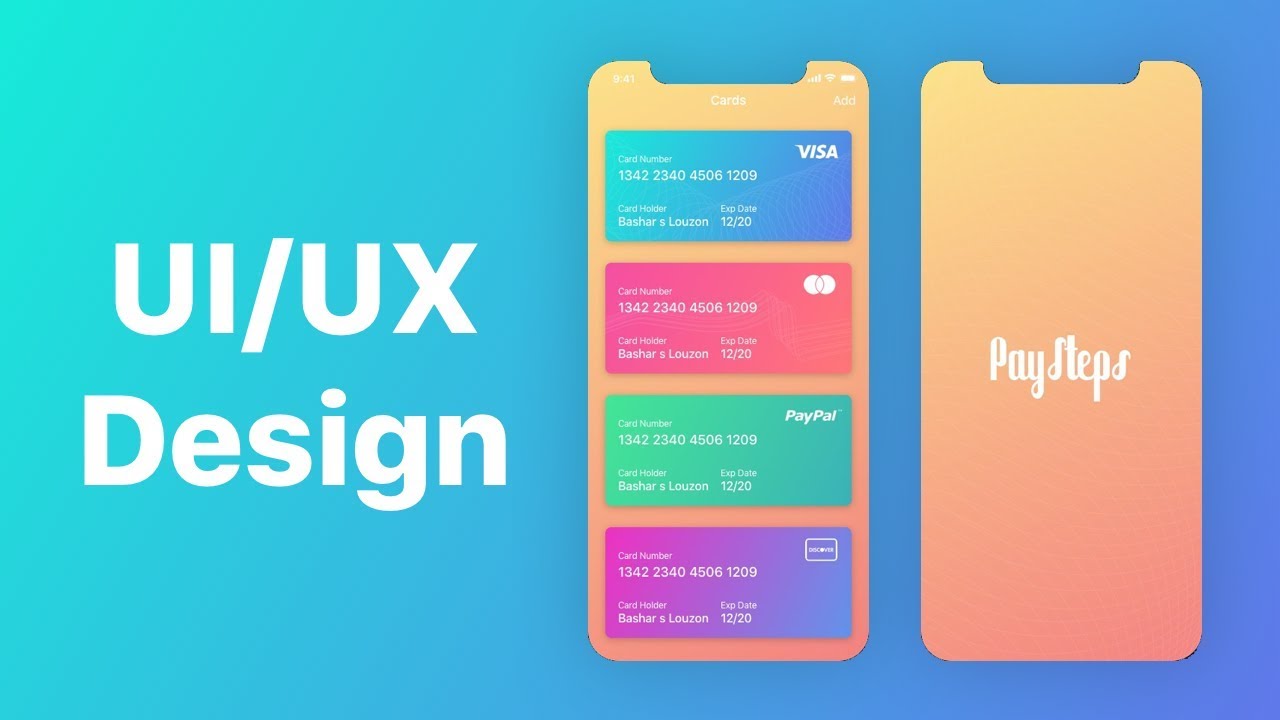 UI/UX
Design
9:41
Cards
Add
VISA
Card Number
1342 2340 4506 1209
Card Holder
Exp Date
Bashar s Louzon
12/20
Card Number
1342 2340 4506 1209
Card Holder
Exp Date
Bashar s Louzon
12/20
PayPal™
Card Number
1342 2340 4506 1209
Card Holder
Exp Date
Bashar s Louzon
12/20
DISCOVER
Card Number
1342 2340 4506 1209
Card Holder
Exp Date
Bashar s Louzon
12/20
PaySteps